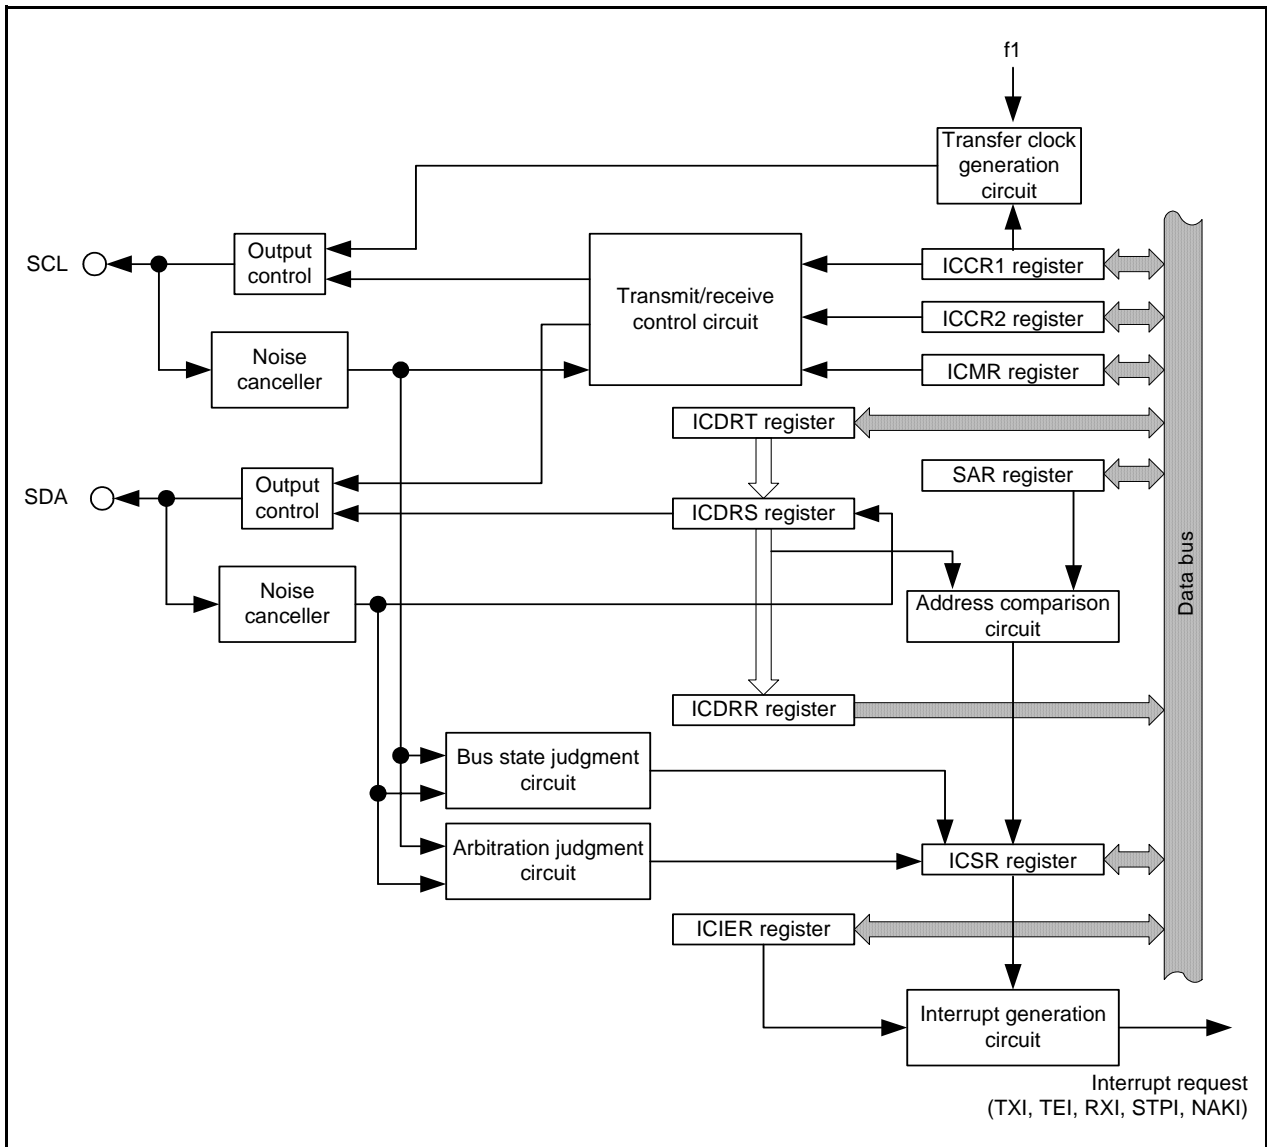 f1
Transfer clock
generation
circuit
SCL
Output
control
Transmit/receive
control circuit
ICCR1 register
ICCR2 register
Noise
canceller
ICMR register
ICDRT register
SDA
Output
control
SAR register
ICDRS register
Data bus
Noise
canceller
Address comparison
circuit
ICDRR register
Bus state judgment
circuit
Arbitration judgment
circuit
ICSR register
ICIER register
Interrupt generation
circuit
Interrupt request
(TXI, TEI, RXI, STPI, NAKI)